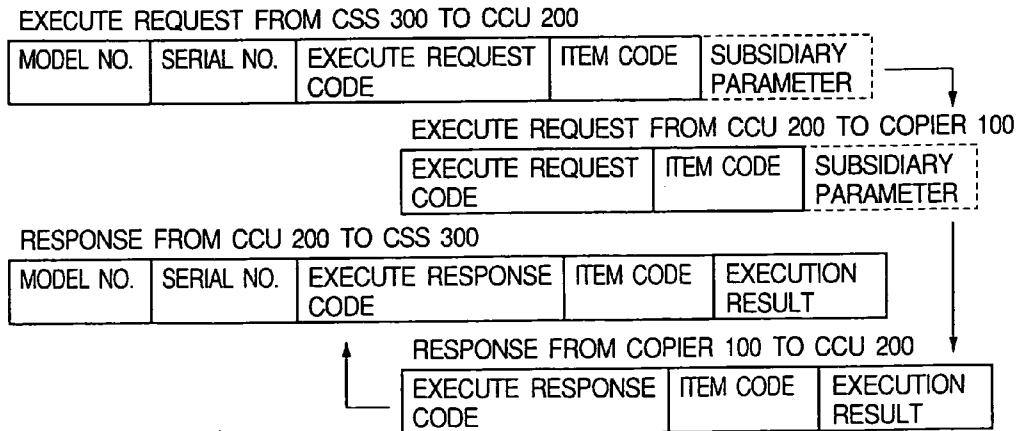 EXECUTE REQUEST FROM CSS 300 TO CCU 200
MODEL NO. SERIAL NO. EXECUTE REQUEST CODE ITEM CODE SUBSIDIARY PARAMETER
EXECUTE REQUEST FROM CCU 200 TO COPIER 100
EXECUTE REQUEST CODE ITEM CODE SUBSIDIARY PARAMETER
RESPONSE FROM CCU 200 TO CSS 300
MODEL NO. SERIAL NO. EXECUTE RESPONSE CODE ITEM CODE EXECUTION RESULT
RESPONSE FROM COPIER 100 TO CCU 200
EXECUTE RESPONSE CODE ITEM CODE EXECUTION RESULT